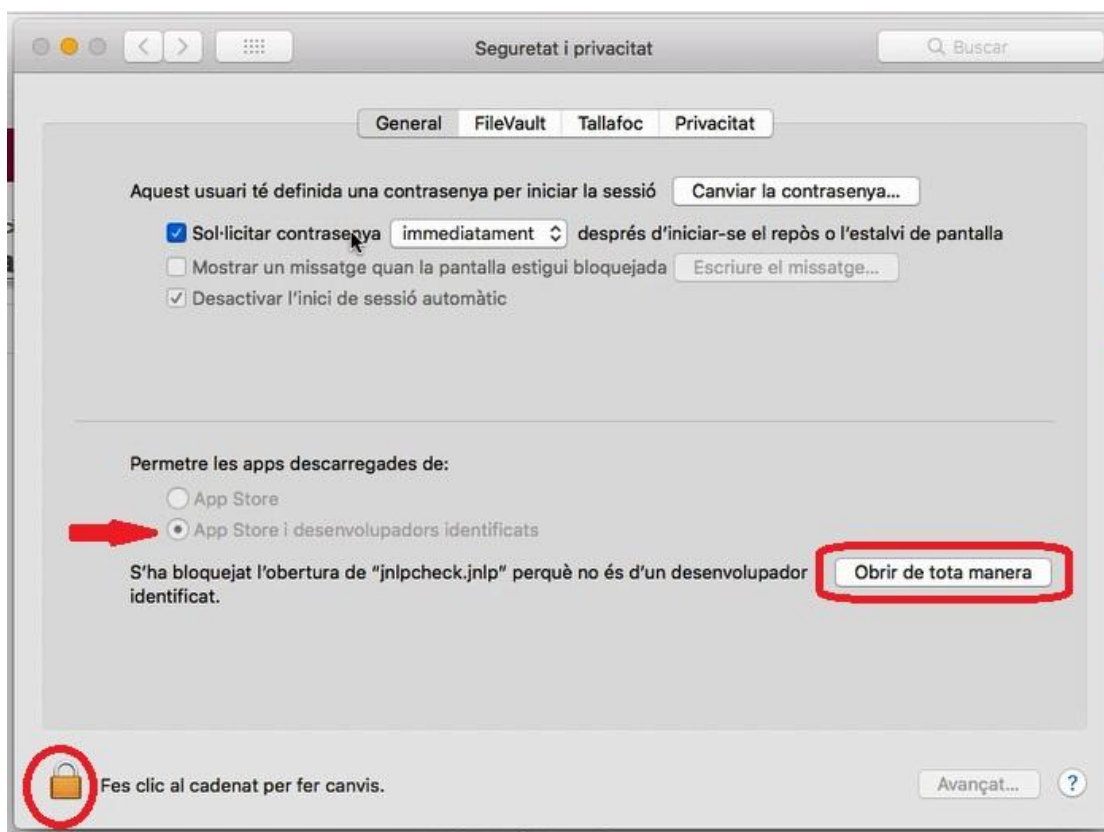 Seguretat i privacitat
Buscar
General FileVault Tallafoc Privacitat
Aquest usuari té definida una contrasenya per iniciar la sessió Canviar la contrasenya...
Sol·licitar contrasenya immediatament després d'iniciar-se el repòs o l'estalvi de pantalla
Mostrar un missatge quan la pantalla estigui bloquejada Escriure el missatge...
Desactivar l'inici de sessió automàtic
Permetre les apps descarregades de:
App Store
App Store i desenvolupadors identificats
S'ha bloquejat l'obertura de “jnlpcheck.jnlp” perquè no és d'un desenvolupador Obrir de tota manera
identificat.
Fes clic al cadenat per fer canvis.
Avançat... ?